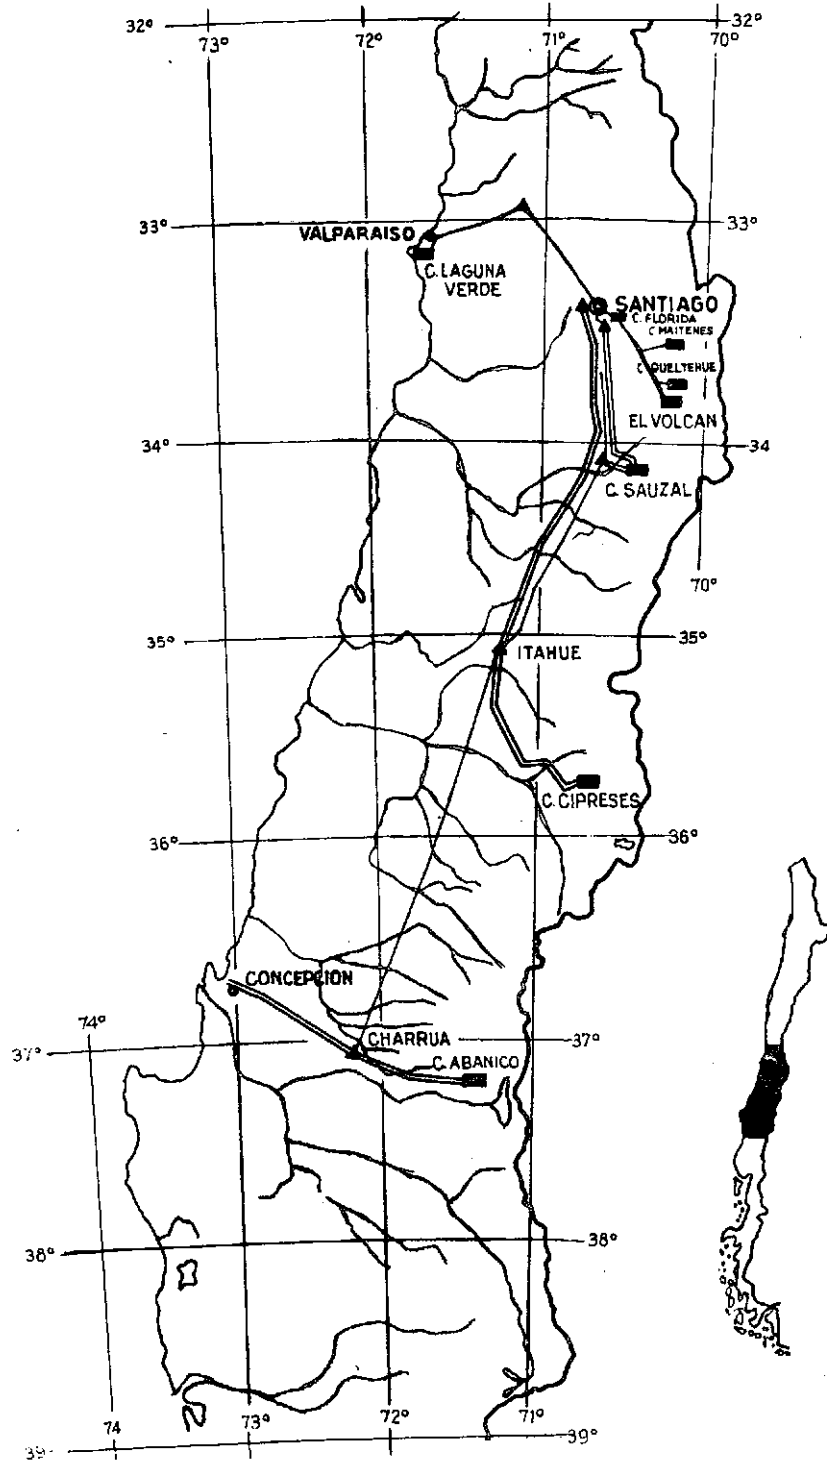 32°
32°
73°
72°
71°
70°
33°
33°
VALPARAISO
C. LAGUNA
VERDE
SANTIAGO
C. FLORIDA
C MAITENES
C. QUELTEHUE
EL VOLCAN
34°
34
C. SAUZAL
70°
35°
35°
ITAHUE
C. CIPRESES
36°
36°
CONCEPCION
74°
CHARRUA
37°
37°
C. ABANICO
38°
38°
74
73°
72°
71°
39°
39°